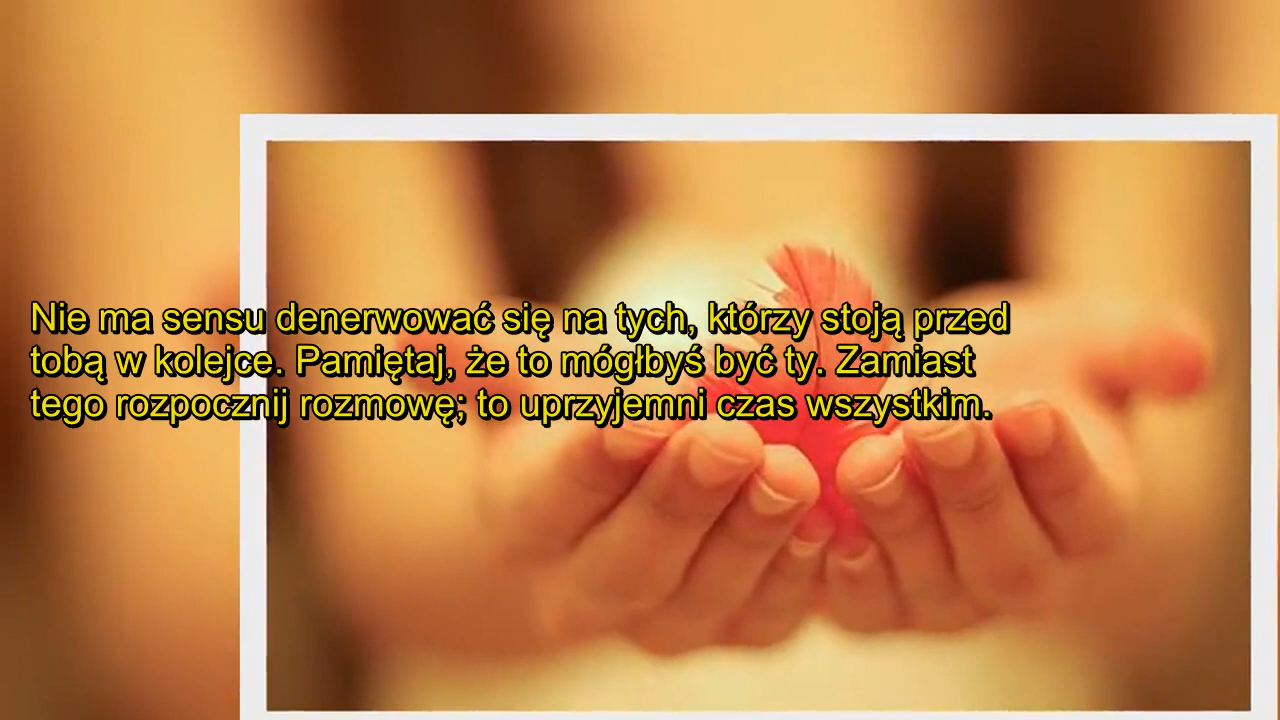 Nie ma sensu denerwować się na tych, którzy stoją przed
tobą w kolejce. Pamiętaj, że to mógłbyś być ty. Zamiast
tego rozpocznij rozmowę; to uprzyjemni czas wszystkim.